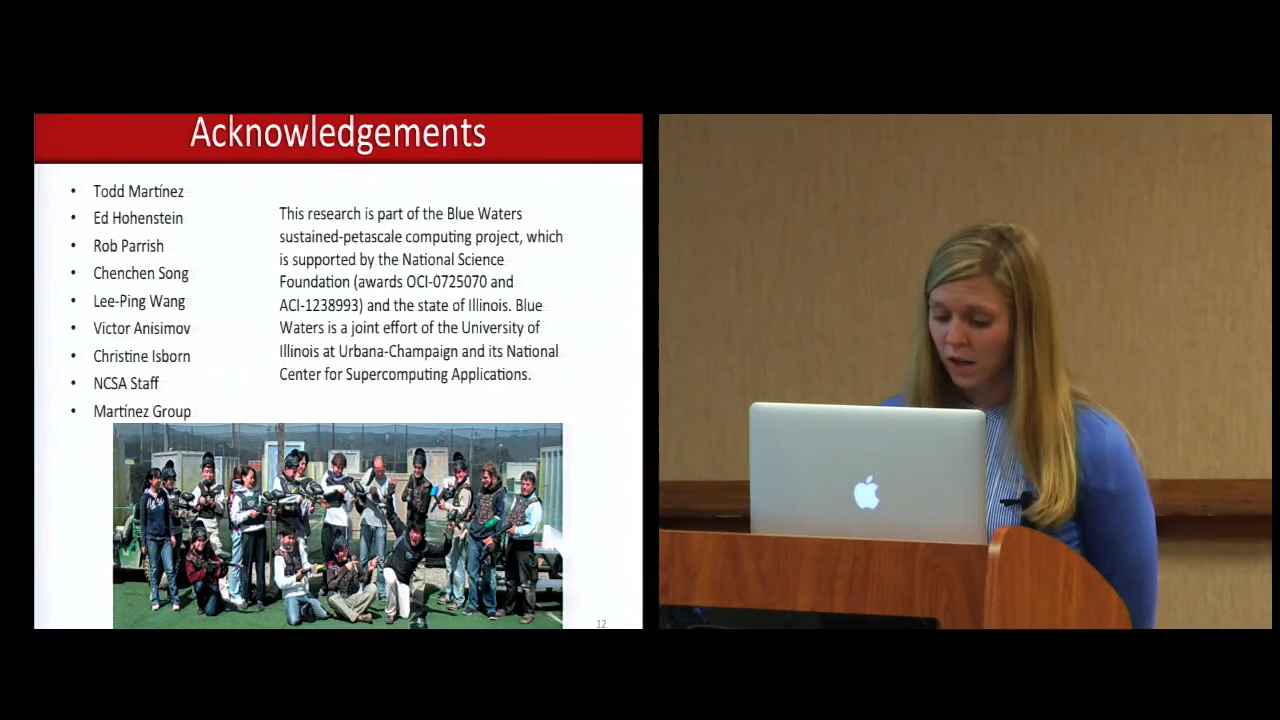 Acknowledgements
• Todd Martínez
• Ed Hohenstein
• Rob Parrish
• Chenchen Song
• Lee-Ping Wang
• Victor Anisimov
• Christine Isborn
• NCSA Staff
• Martínez Group
This research is part of the Blue Waters
sustained-petascale computing project, which
is supported by the National Science
Foundation (awards OCI-0725070 and
ACI-1238993) and the state of Illinois. Blue
Waters is a joint effort of the University of
Illinois at Urbana-Champaign and its National
Center for Supercomputing Applications.
12